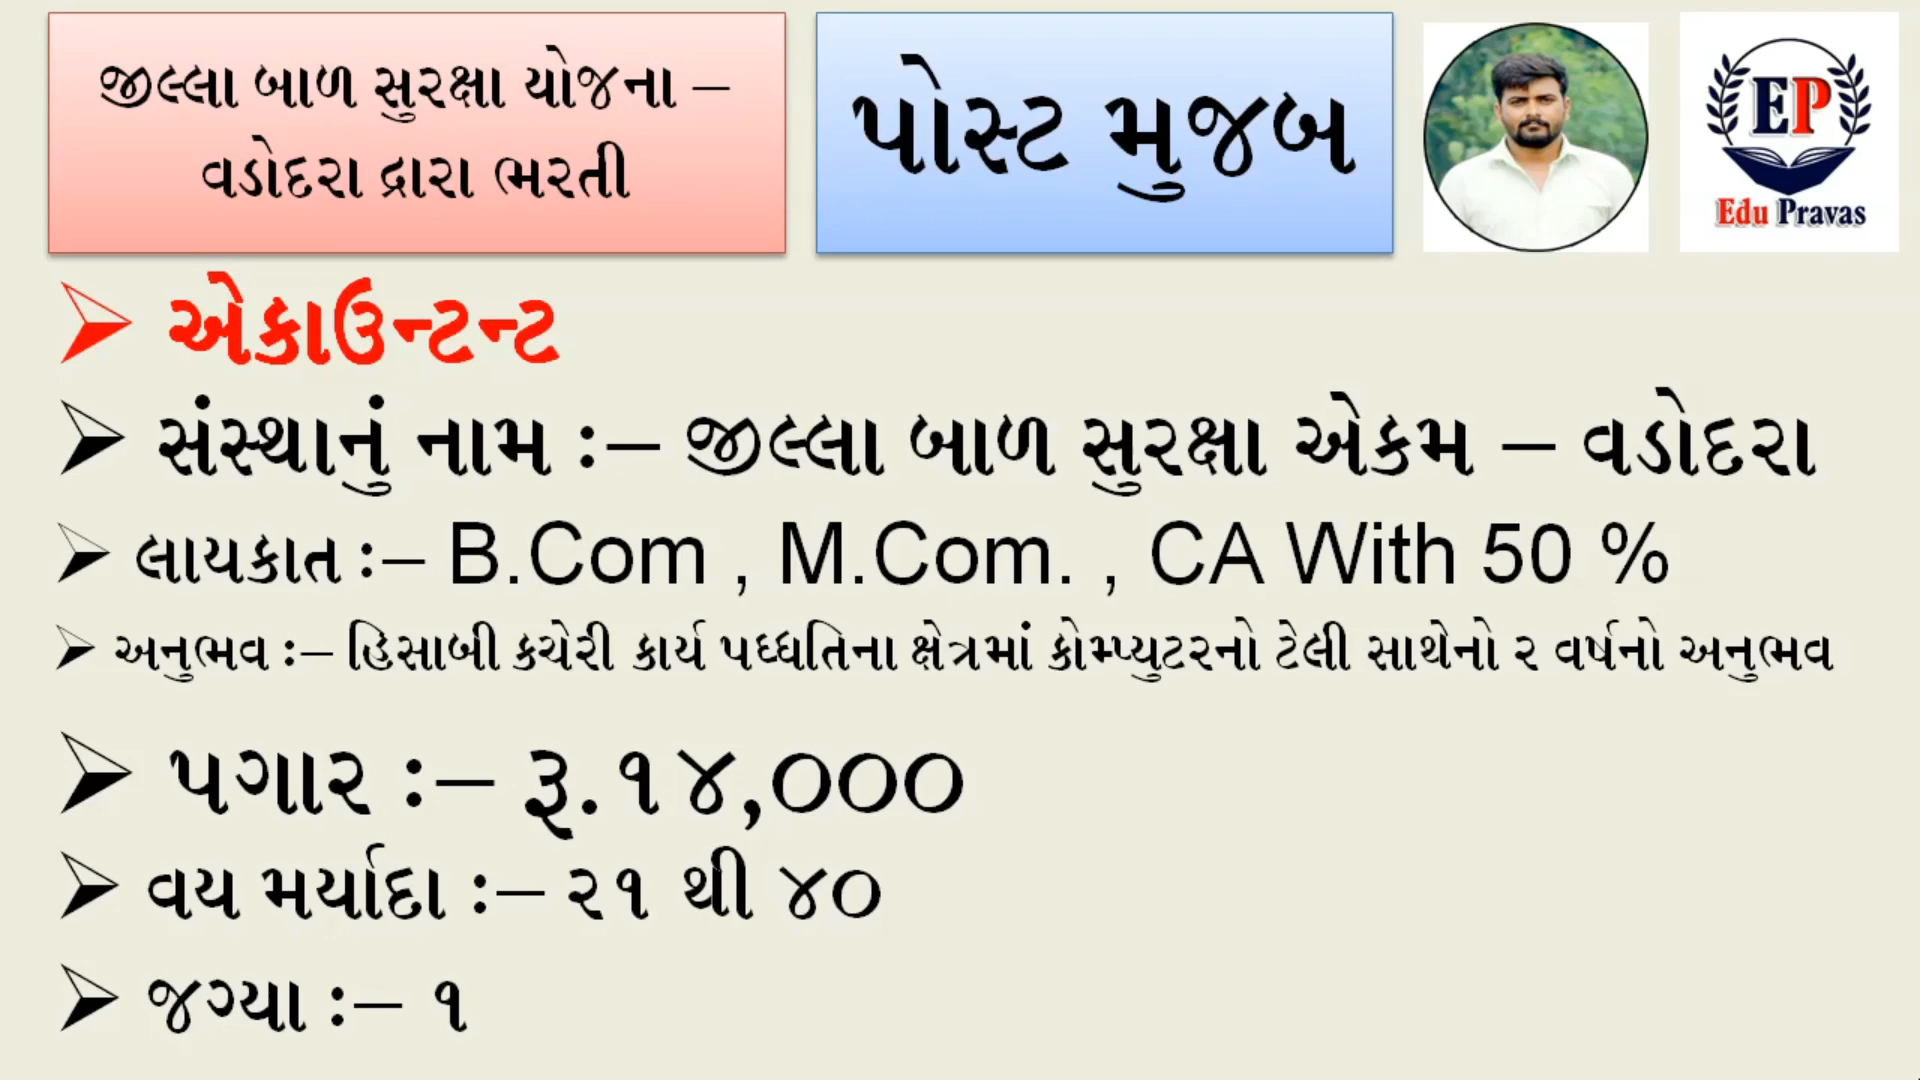 જીલ્લા બાળ સુરક્ષા યોજના –
વડોદરા દ્રારા ભરતી
પોસ્ટ મુજબ
EP
Edu Pravas
એકાઉન્ટન્ટ
સંસ્થાનું નામ :– જીલ્લા બાળ સુરક્ષા એકમ – વડોદરા
લાયકાત :– B.Com , M.Com. , CA With 50 %
અનુભવ :– હિસાબી કચેરી કાર્ય પધ્ધતિના ક્ષેત્રમાં કોમ્પ્યુટરનો ટેલી સાથેનો ૨ વર્ષનો અનુભવ
પગાર :– રૂ.૧૪,૦૦૦
વય મર્યાદા :– ૨૧ થી ૪૦
જગ્યા :– ૧